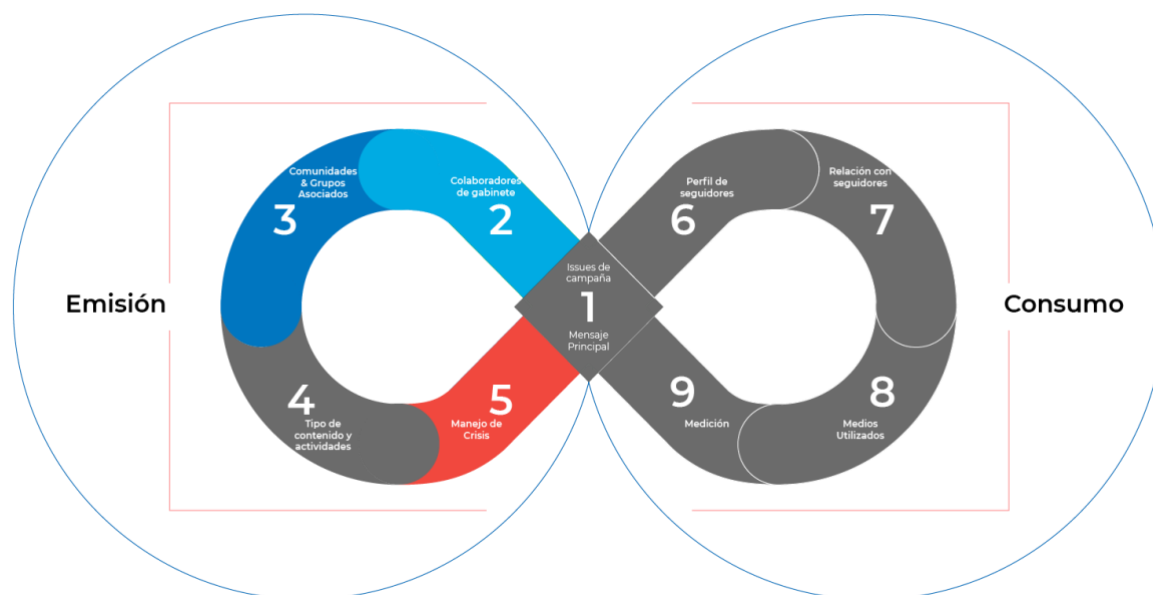 Emisión
Issues de
campaña
1
Mensaje
Principal
Colaboradores
de gabinete
2
Comunidades
& Grupos
Asociados
3
4
Tipo de
contenido y
actividades
5
Manejo de
Crisis
Perfil de
seguidores
6
Relación con
seguidores
7
8
Medios
Utilizados
9
Medición
Consumo